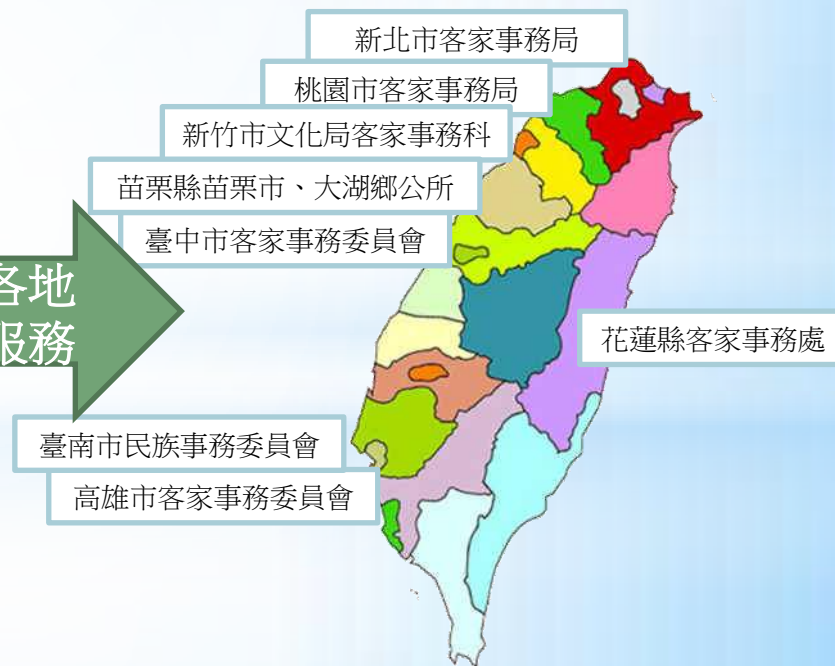 新北市客家事務局
桃園市客家事務局
新竹市文化局客家事務科
苗栗縣苗栗市、大湖鄉公所
臺中市客家事務委員會
各地
服務
花蓮縣客家事務處
臺南市民族事務委員會
高雄市客家事務委員會